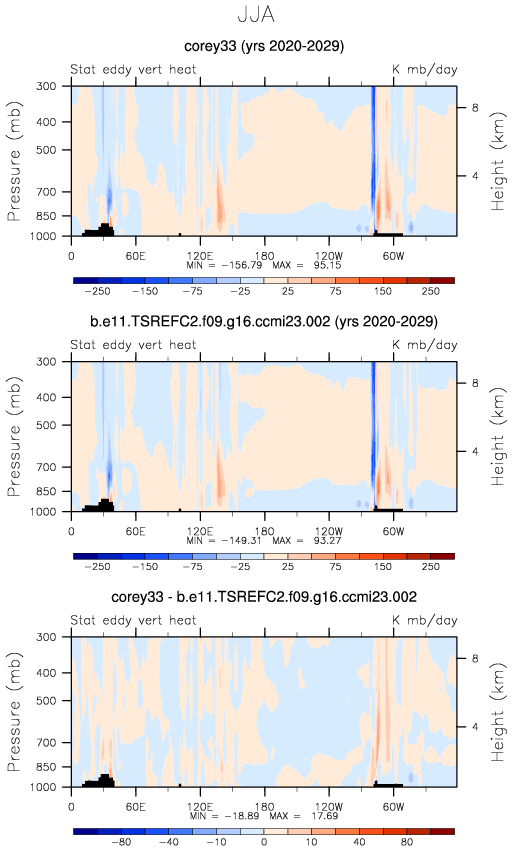 JJA
corey33 (yrs 2020-2029)
Stat eddy vert heat K mb/day
Pressure (mb)
300
400
500
700
850
1000
8
4
Height (km)
0 60E 120E 180 120W 60W
MIN = -156.79 MAX = 95.15
-250 -150 -75 -25 25 75 150 250
b.e11.TSREFC2.f09.g16.ccmi23.002 (yrs 2020-2029)
Stat eddy vert heat K mb/day
Pressure (mb)
300
400
500
700
850
1000
8
4
Height (km)
0 60E 120E 180 120W 60W
MIN = -149.31 MAX = 93.27
-250 -150 -75 -25 25 75 150 250
corey33 - b.e11.TSREFC2.f09.g16.ccmi23.002
Stat eddy vert heat K mb/day
Pressure (mb)
300
400
500
700
850
1000
8
4
Height (km)
0 60E 120E 180 120W 60W
MIN = -18.89 MAX = 17.69
-80 -40 -10 0 10 40 80